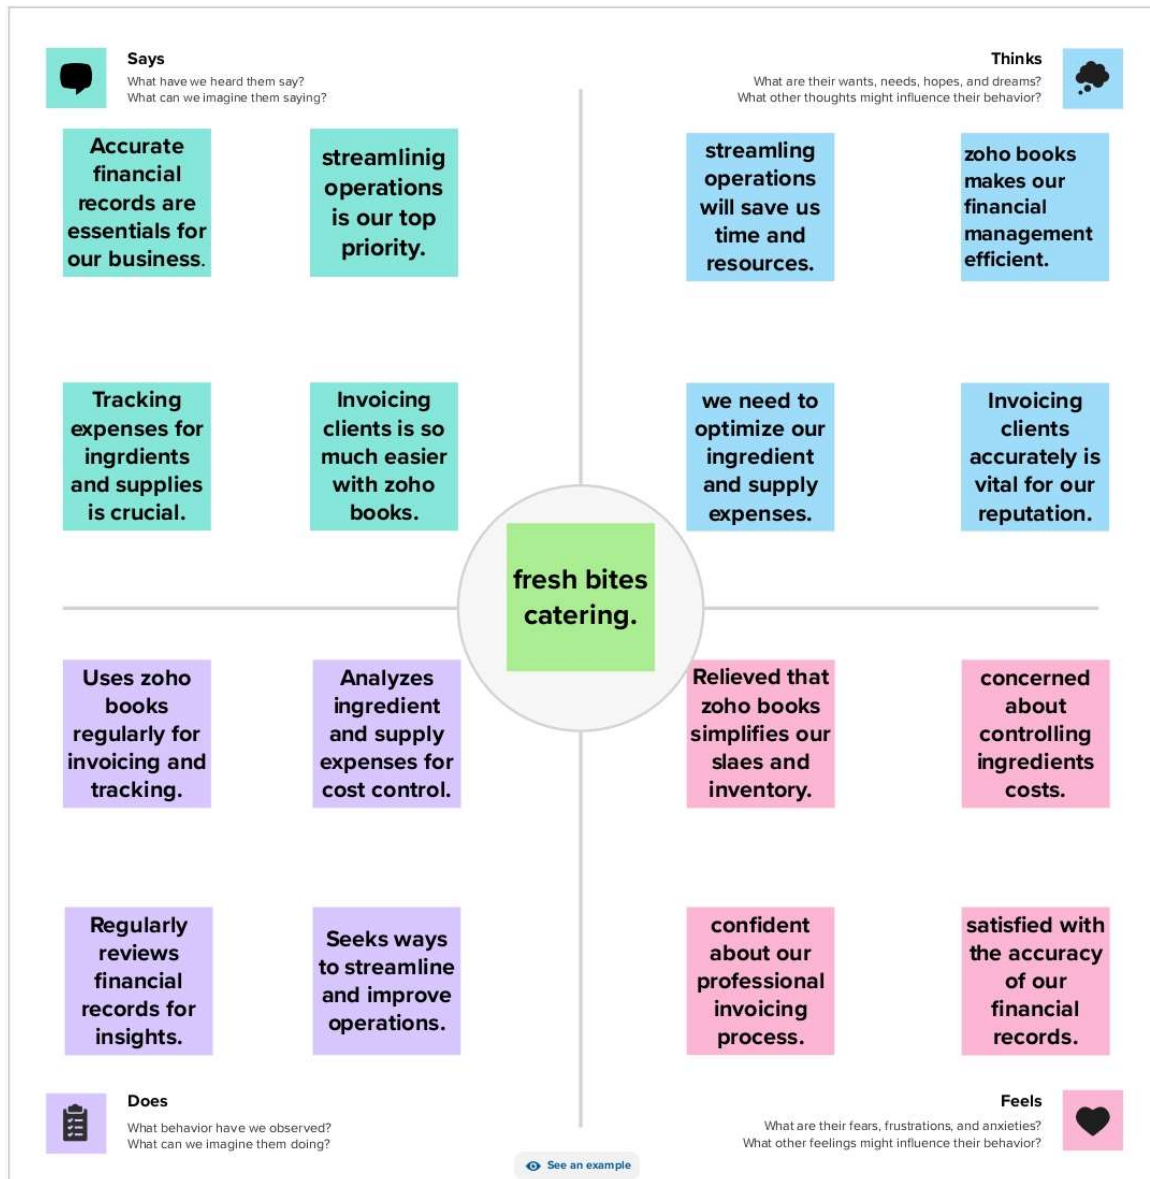 Says
What have we heard them say?
What can we imagine them saying?
Thinks
What are their wants, needs, hopes, and dreams?
What other thoughts might influence their behavior?
Accurate
financial
records are
essentials for
our business.
streamlinig
operations
is our top
priority.
streamling
operations
will save us
time and
resources.
zoho books
makes our
financial
management
efficient.
Tracking
expenses for
ingrdients
and supplies
is crucial.
Invoicing
clients is so
much easier
with zoho
books.
we need to
optimize our
ingredient
and supply
expenses.
Invoicing
clients
accurately is
vital for our
reputation.
fresh bites
catering.
Uses zoho
books
regularly for
invoicing and
tracking.
Analyzes
ingredient
and supply
expenses for
cost control.
Relieved that
zoho books
simplifies our
slaes and
inventory.
concerned
about
controlling
ingredients
costs.
Regularly
reviews
financial
records for
insights.
Seeks ways
to streamline
and improve
operations.
confident
about our
professional
invoicing
process.
satisfied with
the accuracy
of our
financial
records.
Does
What behavior have we observed?
What can we imagine them doing?
Feels
What are their fears, frustrations, and anxieties?
What other feelings might influence their behavior?
See an example